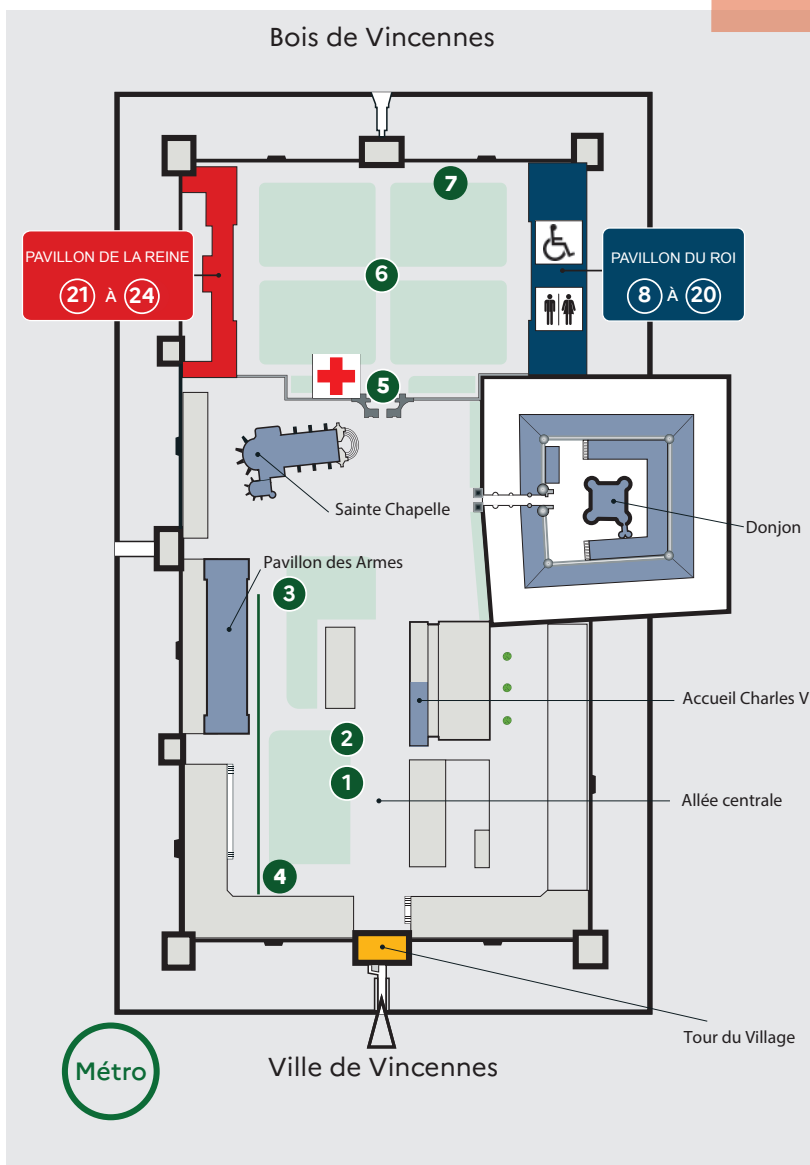 Bois de Vincennes
7
PAVILLON DE LA REINE
21 À 24
6
PAVILLON DU ROI
8 À 20
5
Sainte Chapelle
Donjon
Pavillon des Armes
3
Accueil Charles V
2
1
Allée centrale
4
Tour du Village
Métro
Ville de Vincennes